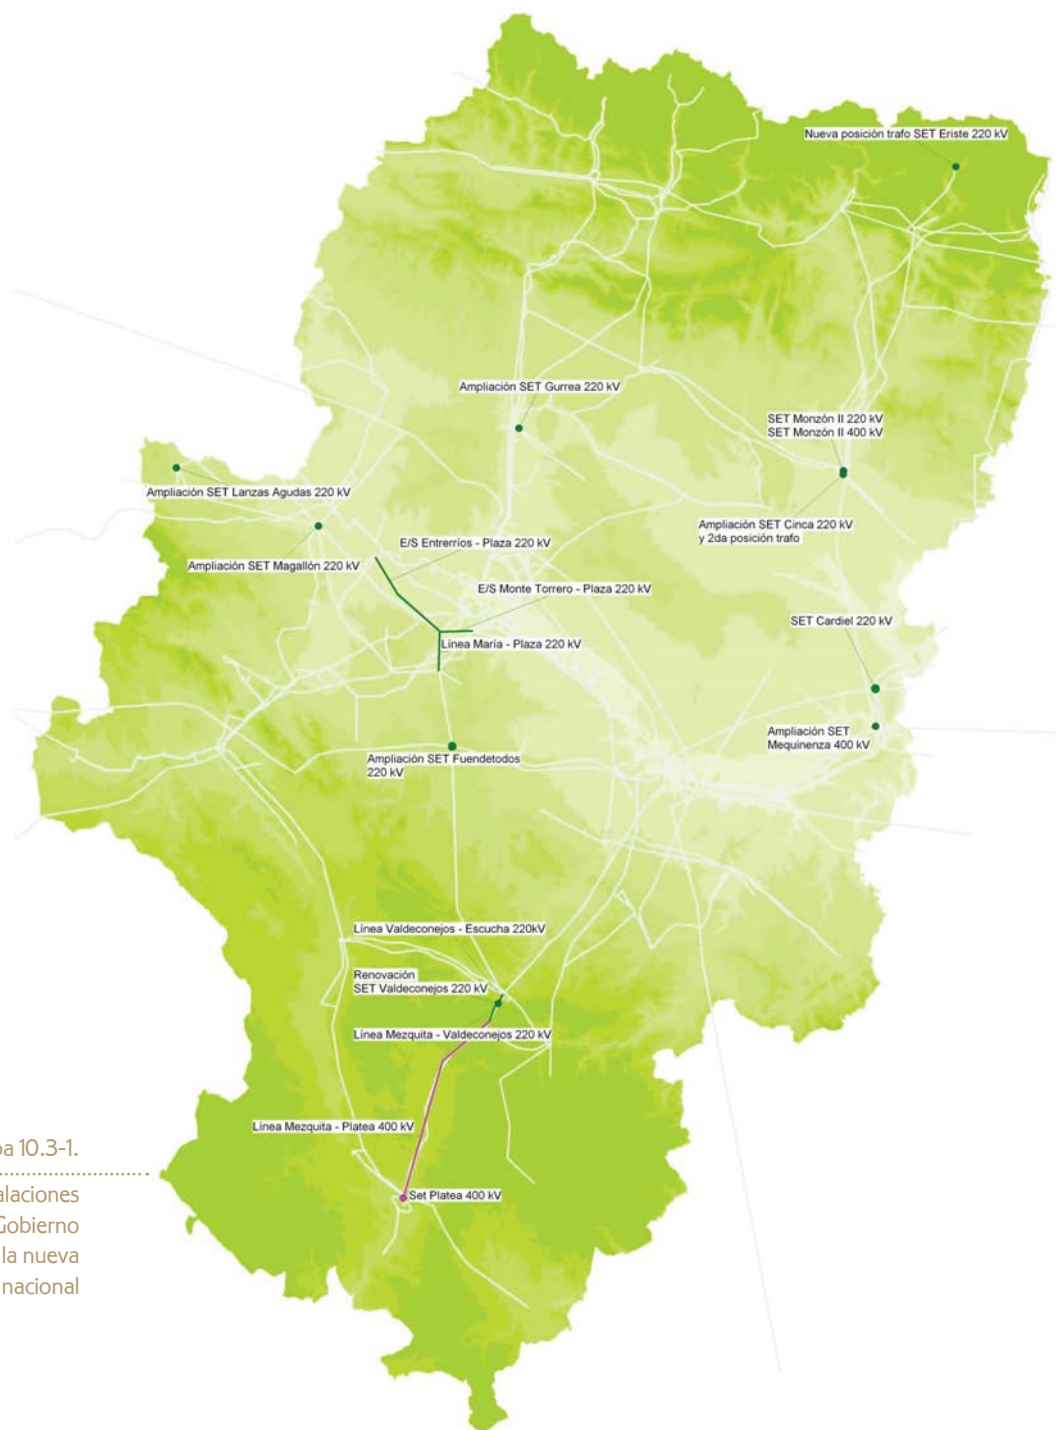 Nueva posición trafo SET Eriste 220 kV
Ampliación SET Gurrea 220 kV
SET Monzón II 220 kV
SET Monzón II 400 kV
Ampliación SET Lanzas Agudas 220 kV
Ampliación SET Cinca 220 kV
y 2da posición trafo
E/S Entrerríos - Plaza 220 kV
Ampliación SET Magallón 220 kV
E/S Monte Torrero - Plaza 220 kV
SET Cardiel 220 kV
Línea María - Plaza 220 kV
Ampliación SET
Mequinenza 400 kV
Ampliación SET Fuendetodos
220 kV
Línea Valdeconejos - Escucha 220kV
Renovación
SET Valdeconejos 220 kV
Línea Mezquita - Valdeconejos 220 kV
Línea Mezquita - Platea 400 kV
Set Platea 400 kV
10.3-1.
Gobierno
la nueva
nacional